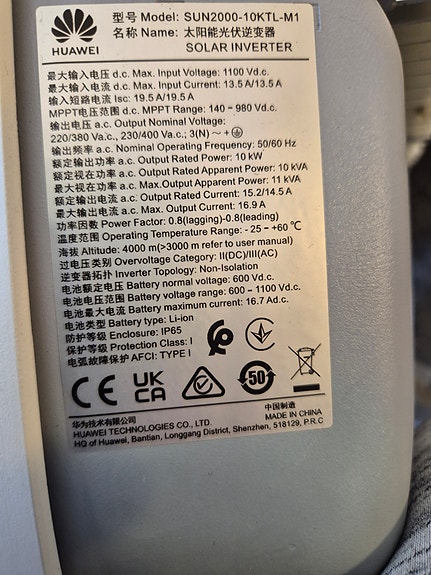 HUAWEI
型号 Model: SUN2000-10KTL-M1
名称 Name: 太阳能光伏逆变器
SOLAR INVERTER
最大输入电压 d.c. Max. Input Voltage: 1100 Vd.c.
最大输入电流 d.c. Max. Input Current: 13.5 A/13.5 A
输入短路电流 Isc: 19.5 A/19.5 A
MPPT电压范围 d.c. MPPT Range: 140 - 980 Vd.c.
输出电压 a.c. Output Nominal Voltage:
220/380 Va.c., 230/400 Va.c.; 3(N) ~ +
输出频率 a.c. Nominal Operating Frequency: 50/60 Hz
额定输出功率 a.c. Output Rated Power: 10 kW
额定视在功率 a.c. Output Rated Apparent Power: 10 kVA
最大视在功率 a.c. Max.Output Apparent Power: 11 kVA
额定输出电流 a.c. Output Rated Current: 15.2/14.5 A
最大输出电流 a.c. Max. Output Current: 16.9 A
功率因数 Power Factor: 0.8(lagging)-0.8(leading)
温度范围 Operating Temperature Range: - 25 - +60 ℃
海拔 Altitude: 4000 m (>3000 m refer to user manual)
过电压类别 Overvoltage Category: II(DC)/III(AC)
逆变器拓扑 Inverter Topology: Non-Isolation
电池额定电压 Battery normal voltage: 600 Vd.c.
电池电压范围 Battery voltage range: 600 - 1100 Vd.c.
电池最大电流 Battery maximum current: 16.7 Ad.c.
电池类型 Battery type: Li-ion
防护等级 Enclosure: IP65
保护等级 Protection Class: I
电弧故障保护 AFCI: TYPE I
CE UK CA 50
华为技术有限公司
HUAWEI TECHNOLOGIES CO., LTD.
HQ of Huawei, Bantian, Longgang District, Shenzhen, 518129, P.R.C
中国制造
MADE IN CHINA